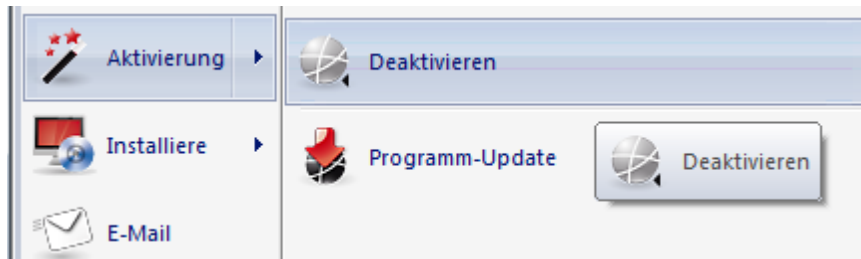 Aktivierung
Deaktivieren
Installiere
Programm-Update
Deaktivieren
E-Mail